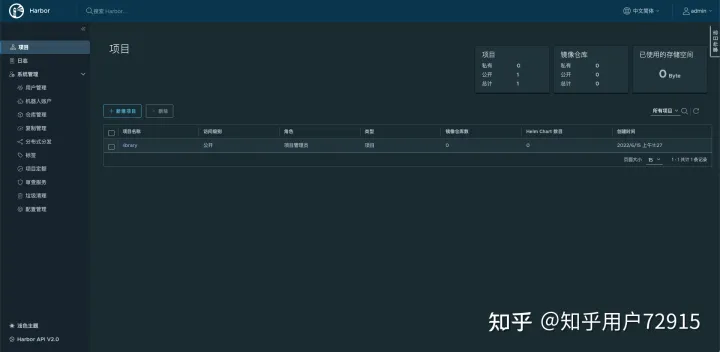 Harbor
搜索 Harbor...
中文简体
admin
项目
日志
系统管理
用户管理
机器人账户
仓库管理
复制管理
分布式分发
标签
项目定额
审查服务
垃圾清理
配置管理
浅色主题
Harbor API V2.0
项目
项目
私有 0
公开 1
总计 1
镜像仓库
私有 0
公开 0
总计 0
已使用的存储空间
0 Byte
+ 新建项目
删除
所有项目
项目名称 访问级别 角色 类型 镜像仓库数 Helm Chart 数目 创建时间
library 公开 项目管理员 项目 0 0 2022/6/15 上午11:27
页面大小 15 1 - 1 共计 1 条记录
知乎 @知乎用户72915